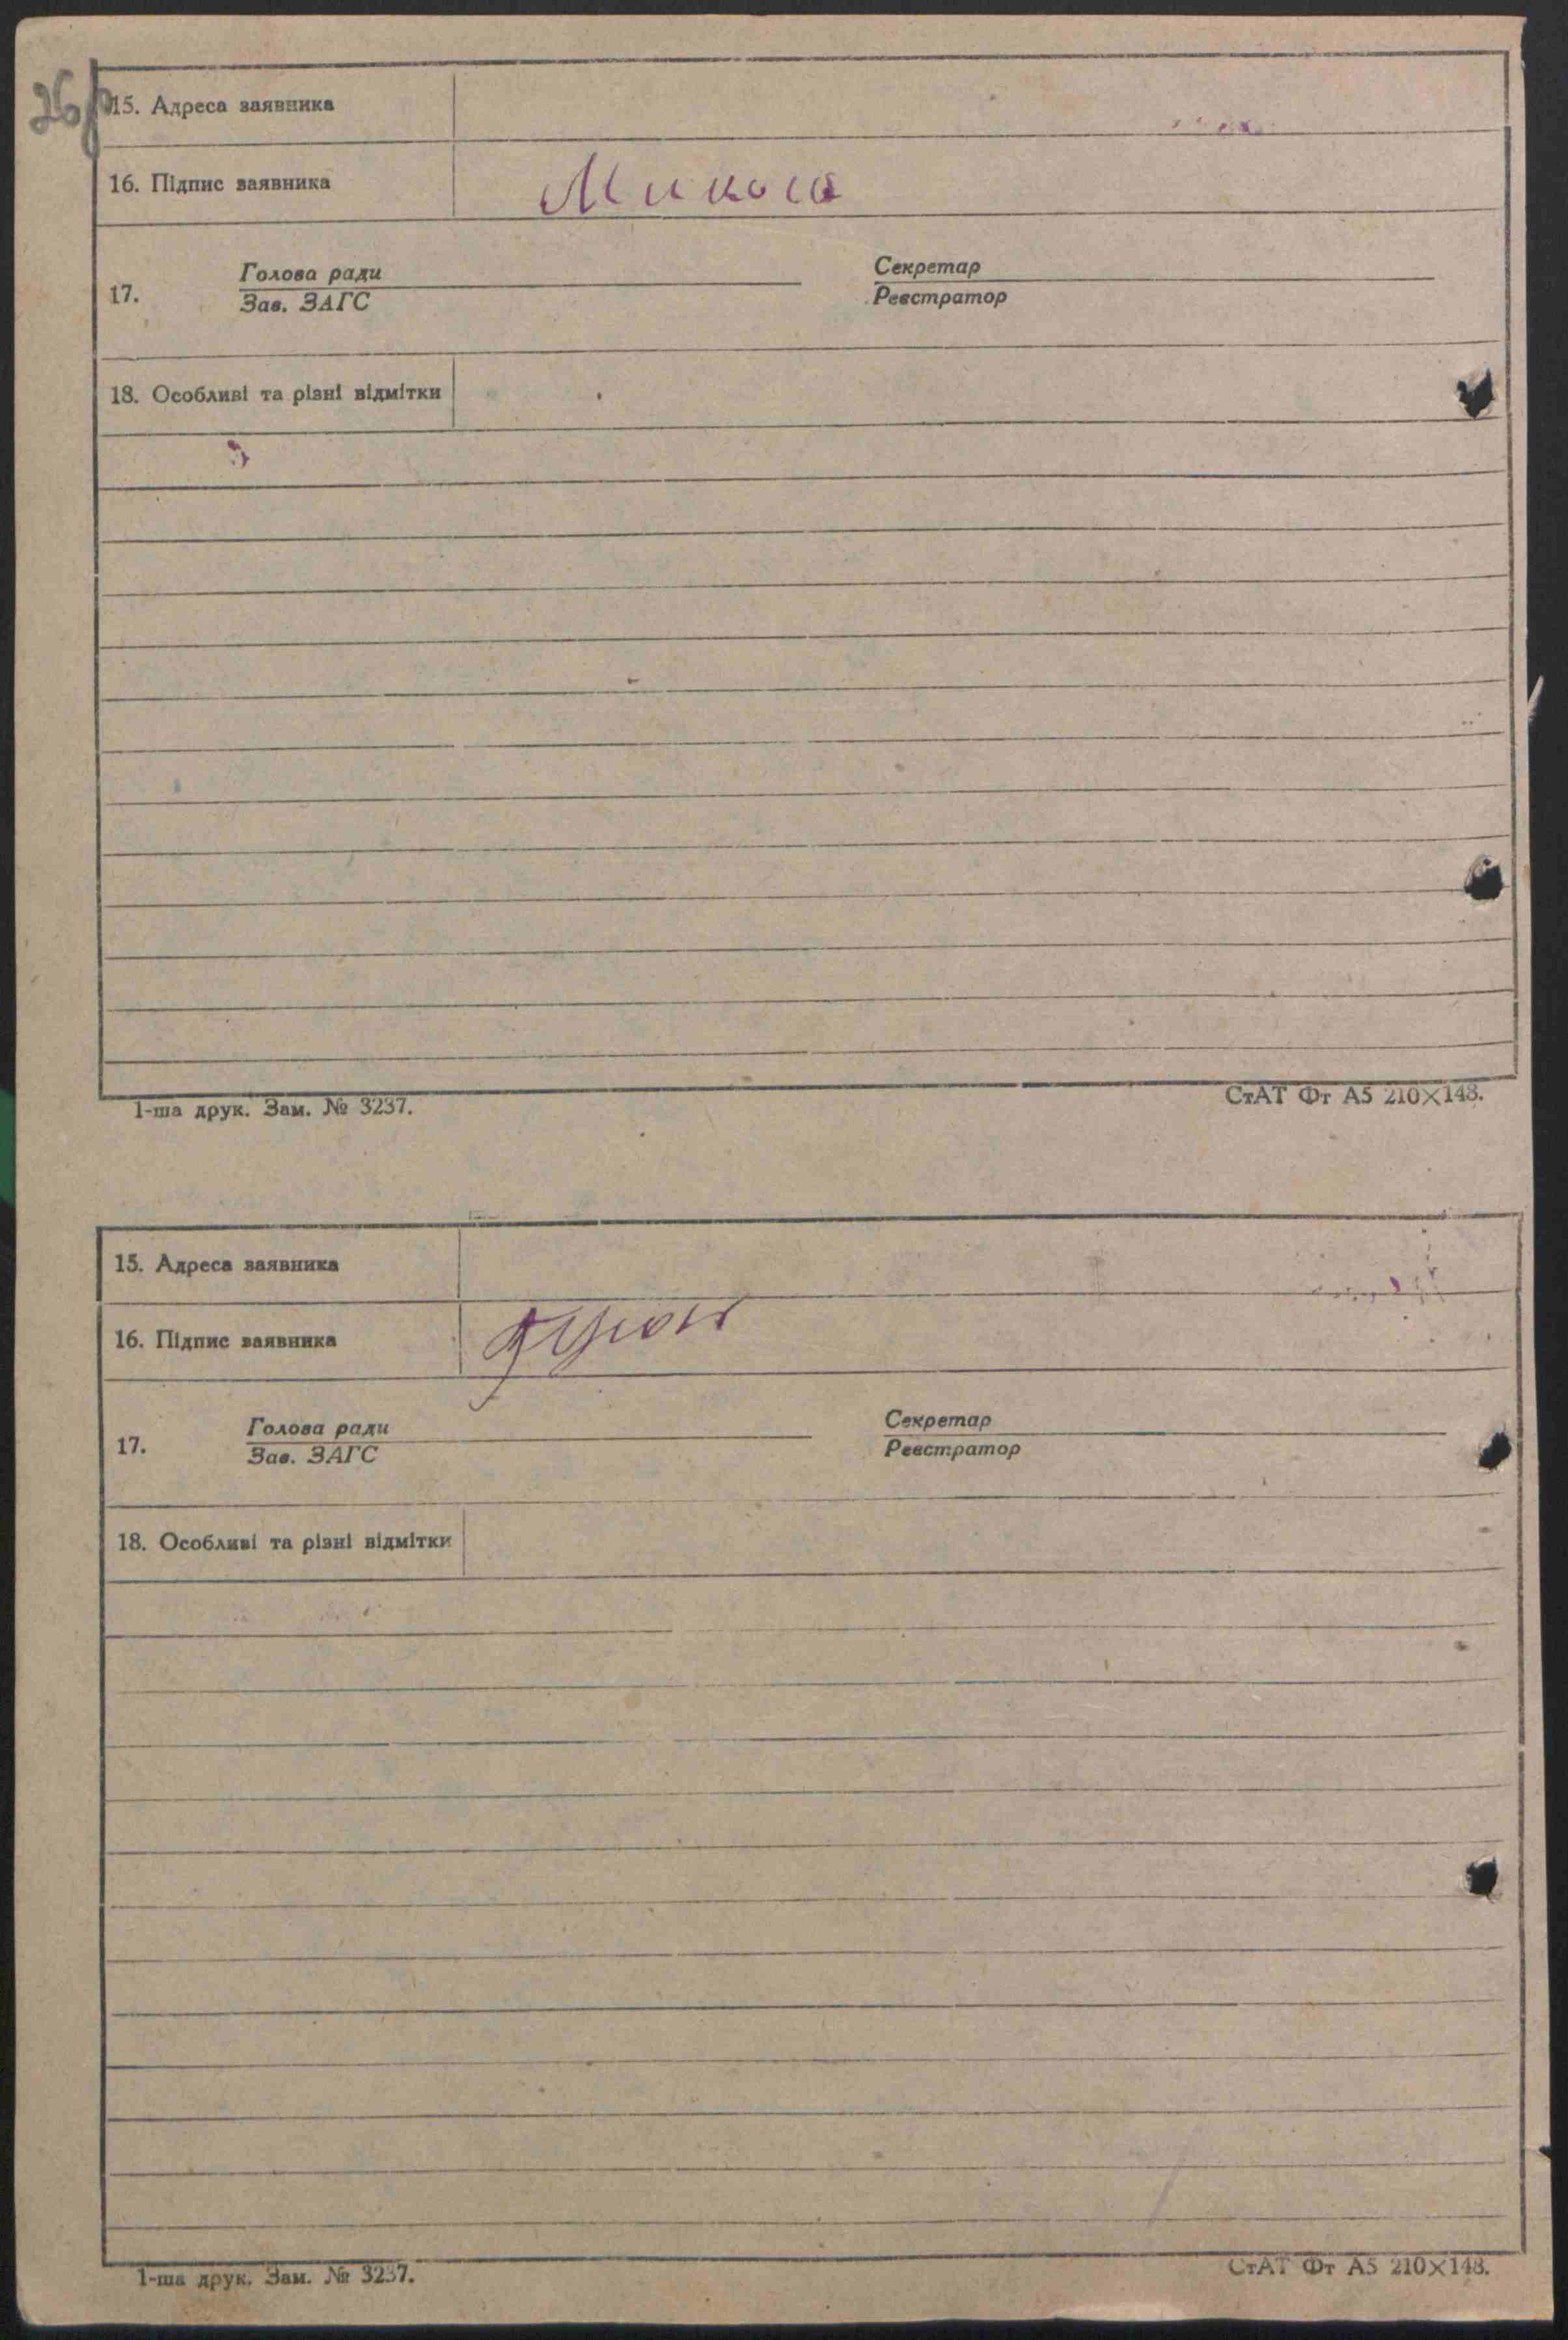 15. Адреса заявника
16. Підпис заявника
Голова ради Секретар
17.
Зав. ЗАГС Реєстратор
18. Особливі та різні відмітки
1-ша друк. Зам. № 3237. СтАТ Фт А5 210×148.
15. Адреса заявника
16. Підпис заявника
Голова ради Секретар
17.
Зав. ЗАГС Реєстратор
18. Особливі та різні відмітки
1-ша друк. Зам. № 3237. СтАТ Фт А5 210×148.